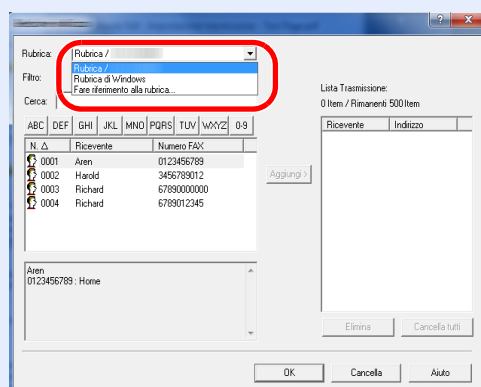 Rubrica: Rubrica /
Rubrica /
Rubrica di Windows
Fare riferimento alla rubrica...
Filtro:
Cerca:
Lista Trasmissione:
0 Item / Rimanenti 500 Item
ABC DEF GHI JKL MNO PQRS TUV WXYZ 0-9
N. △ Ricevente Numero FAX
0001 Aren 0123456789
0002 Harold 3456789012
0003 Richard 67890000000
0004 Richard 6789012345
Aggiungi >
Ricevente Indirizzo
Aren
0123456789 : Home
Elimina Cancella tutti
OK Cancella Aiuto